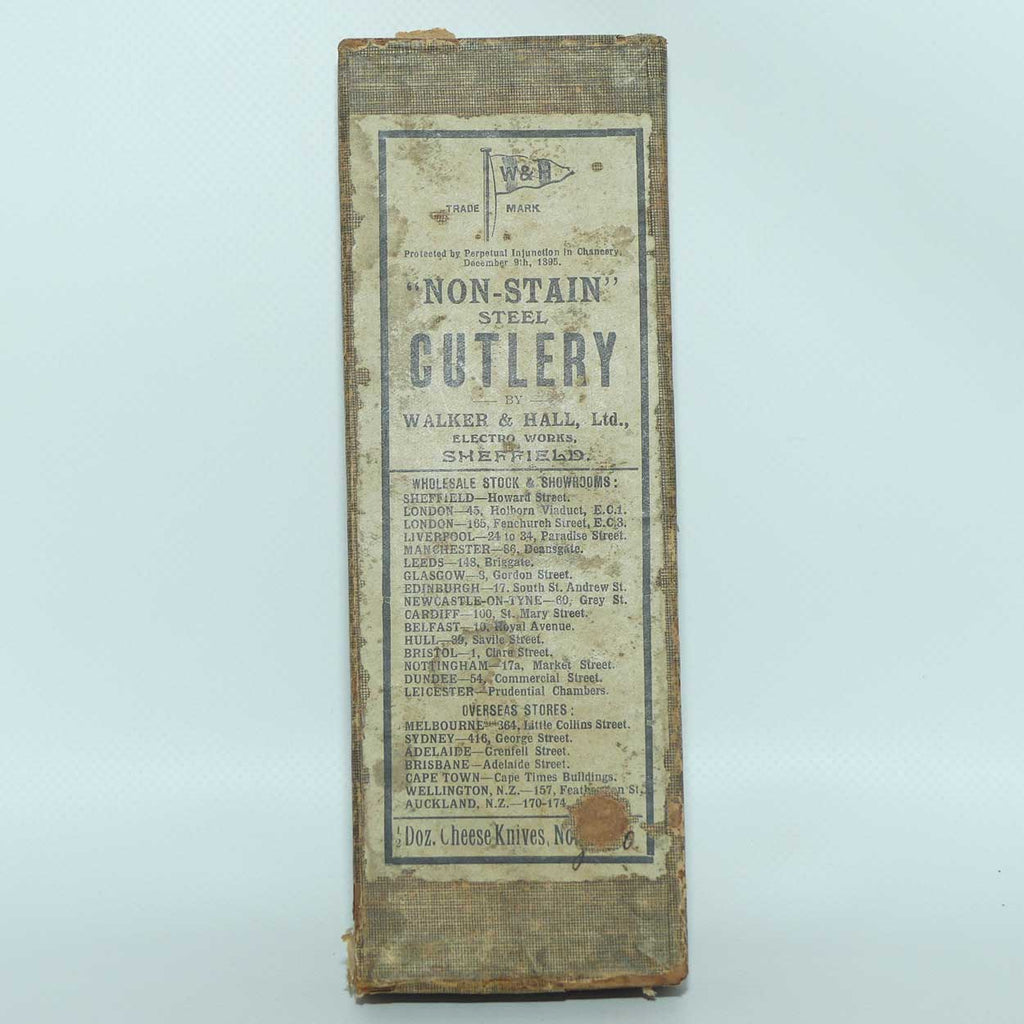 W & H
TRADE MARK
Protected by Perpetual Injunction in Chancery,
December 9th, 1895.
"NON-STAIN"
STEEL
CUTLERY
— BY —
WALKER & HALL, Ltd.,
ELECTRO WORKS,
SHEFFIELD.
WHOLESALE STOCK & SHOWROOMS:
SHEFFIELD—Howard Street.
LONDON—45, Holborn Viaduct, E.C.1.
LONDON—165, Fenchurch Street, E.C.3.
LIVERPOOL—24 to 34, Paradise Street.
MANCHESTER—86, Deansgate.
LEEDS—148, Briggate.
GLASGOW—8, Gordon Street.
EDINBURGH—17, South St. Andrew St.
NEWCASTLE-ON-TYNE—60, Grey St.
CARDIFF—100, St. Mary Street.
BELFAST—10, Royal Avenue.
HULL—39, Savile Street.
BRISTOL—1, Clare Street.
NOTTINGHAM—17a, Market Street.
DUNDEE—54, Commercial Street.
LEICESTER—Prudential Chambers.
OVERSEAS STORES:
MELBOURNE—364, Little Collins Street.
SYDNEY—416, George Street.
ADELAIDE—Grenfell Street.
BRISBANE—Adelaide Street.
CAPE TOWN—Cape Times Buildings.
WELLINGTON, N.Z.—157, St.
AUCKLAND, N.Z.—170-174,
½ Doz. Cheese Knives, No